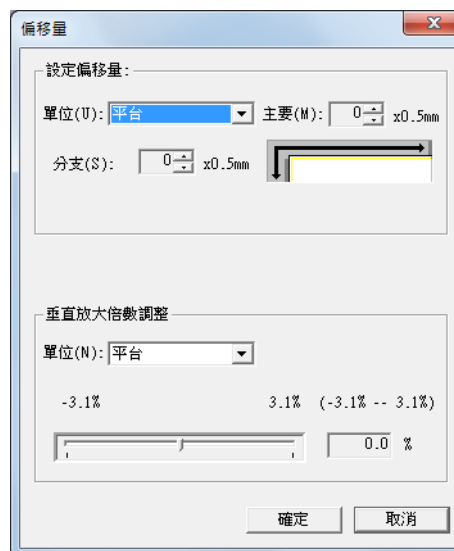 偏移量
設定偏移量:
單位(U): 平台 主要(M): 0 x0.5mm
分支(S): 0 x0.5mm
垂直放大倍數調整
單位(N): 平台
-3.1% 3.1% (-3.1% -- 3.1%)
0.0 %
確定 取消